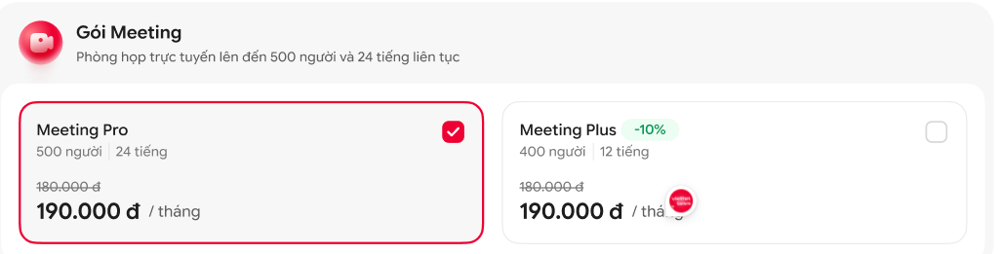 Gói Meeting
Phòng họp trực tuyến lên đến 500 người và 24 tiếng liên tục
Meeting Pro
500 người | 24 tiếng
180.000 đ
190.000 đ / tháng
Meeting Plus -10%
400 người | 12 tiếng
180.000 đ
190.000 đ